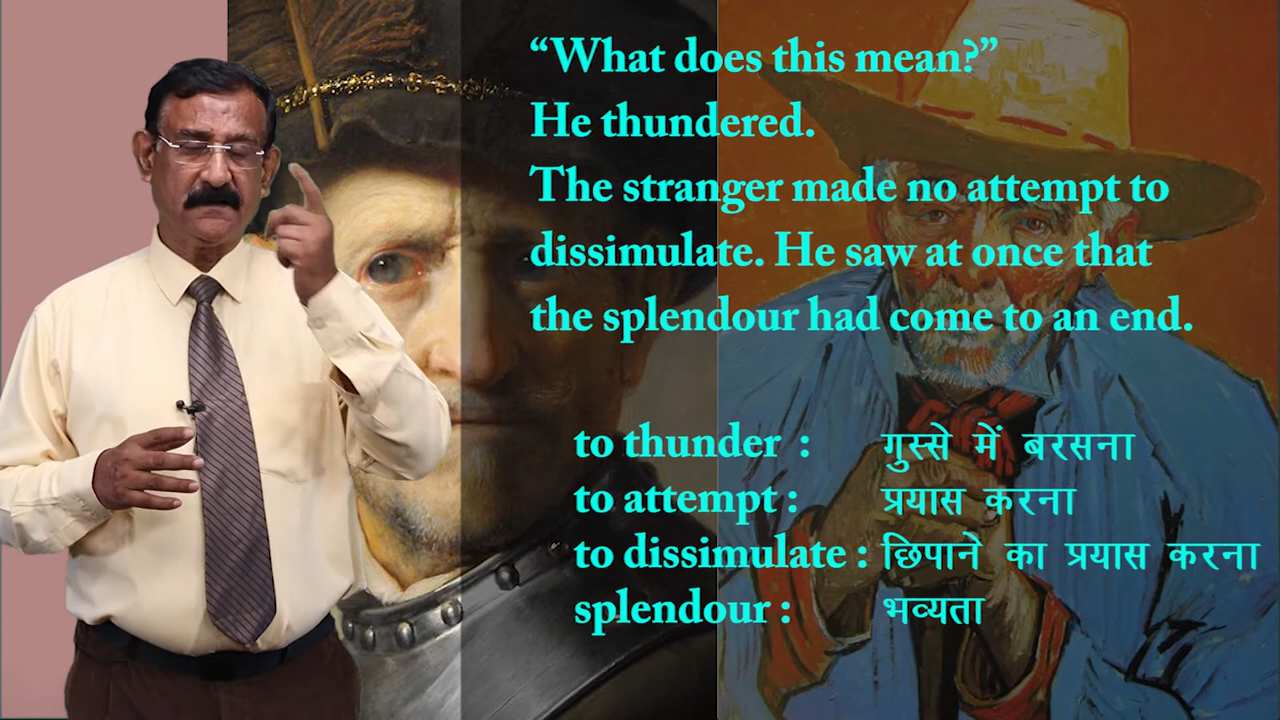 “What does this mean?”
He thundered.
The stranger made no attempt to
dissimulate. He saw at once that
the splendour had come to an end.
to thunder : गुस्से में बरसना
to attempt : प्रयास करना
to dissimulate : छिपाने का प्रयास करना
splendour : भव्यता